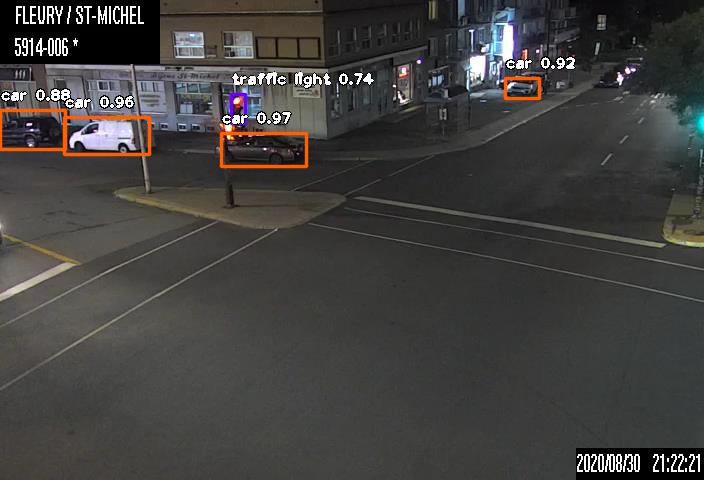 FLEURY / ST-MICHEL
5914-006 *
car 0.92
traffic light 0.74
car 0.88
car 0.96
car 0.97
2020/08/30 21:22:21